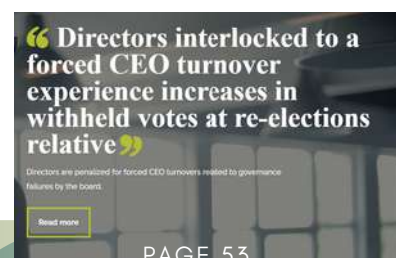 “ Directors interlocked to a
forced CEO turnover
experience increases in
withheld votes at re-elections
relative ”
Directors are penalized for forced CEO turnovers related to governance
failures by the board.
Read more
PAGE 53